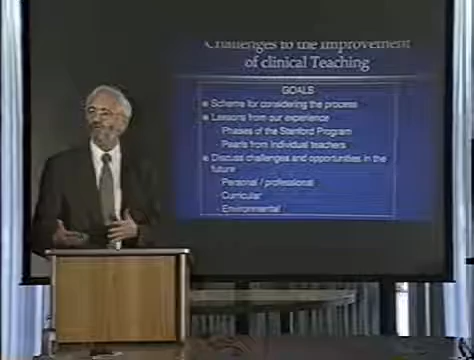 Challenges to the Improvement
of clinical Teaching
GOALS
Scheme for considering the process
Lessons from our experience
Phases of the Stanford Program
Pearls from individual teachers
Discuss challenges and opportunities in the
future
Personal / professional
Curricular
Environmental